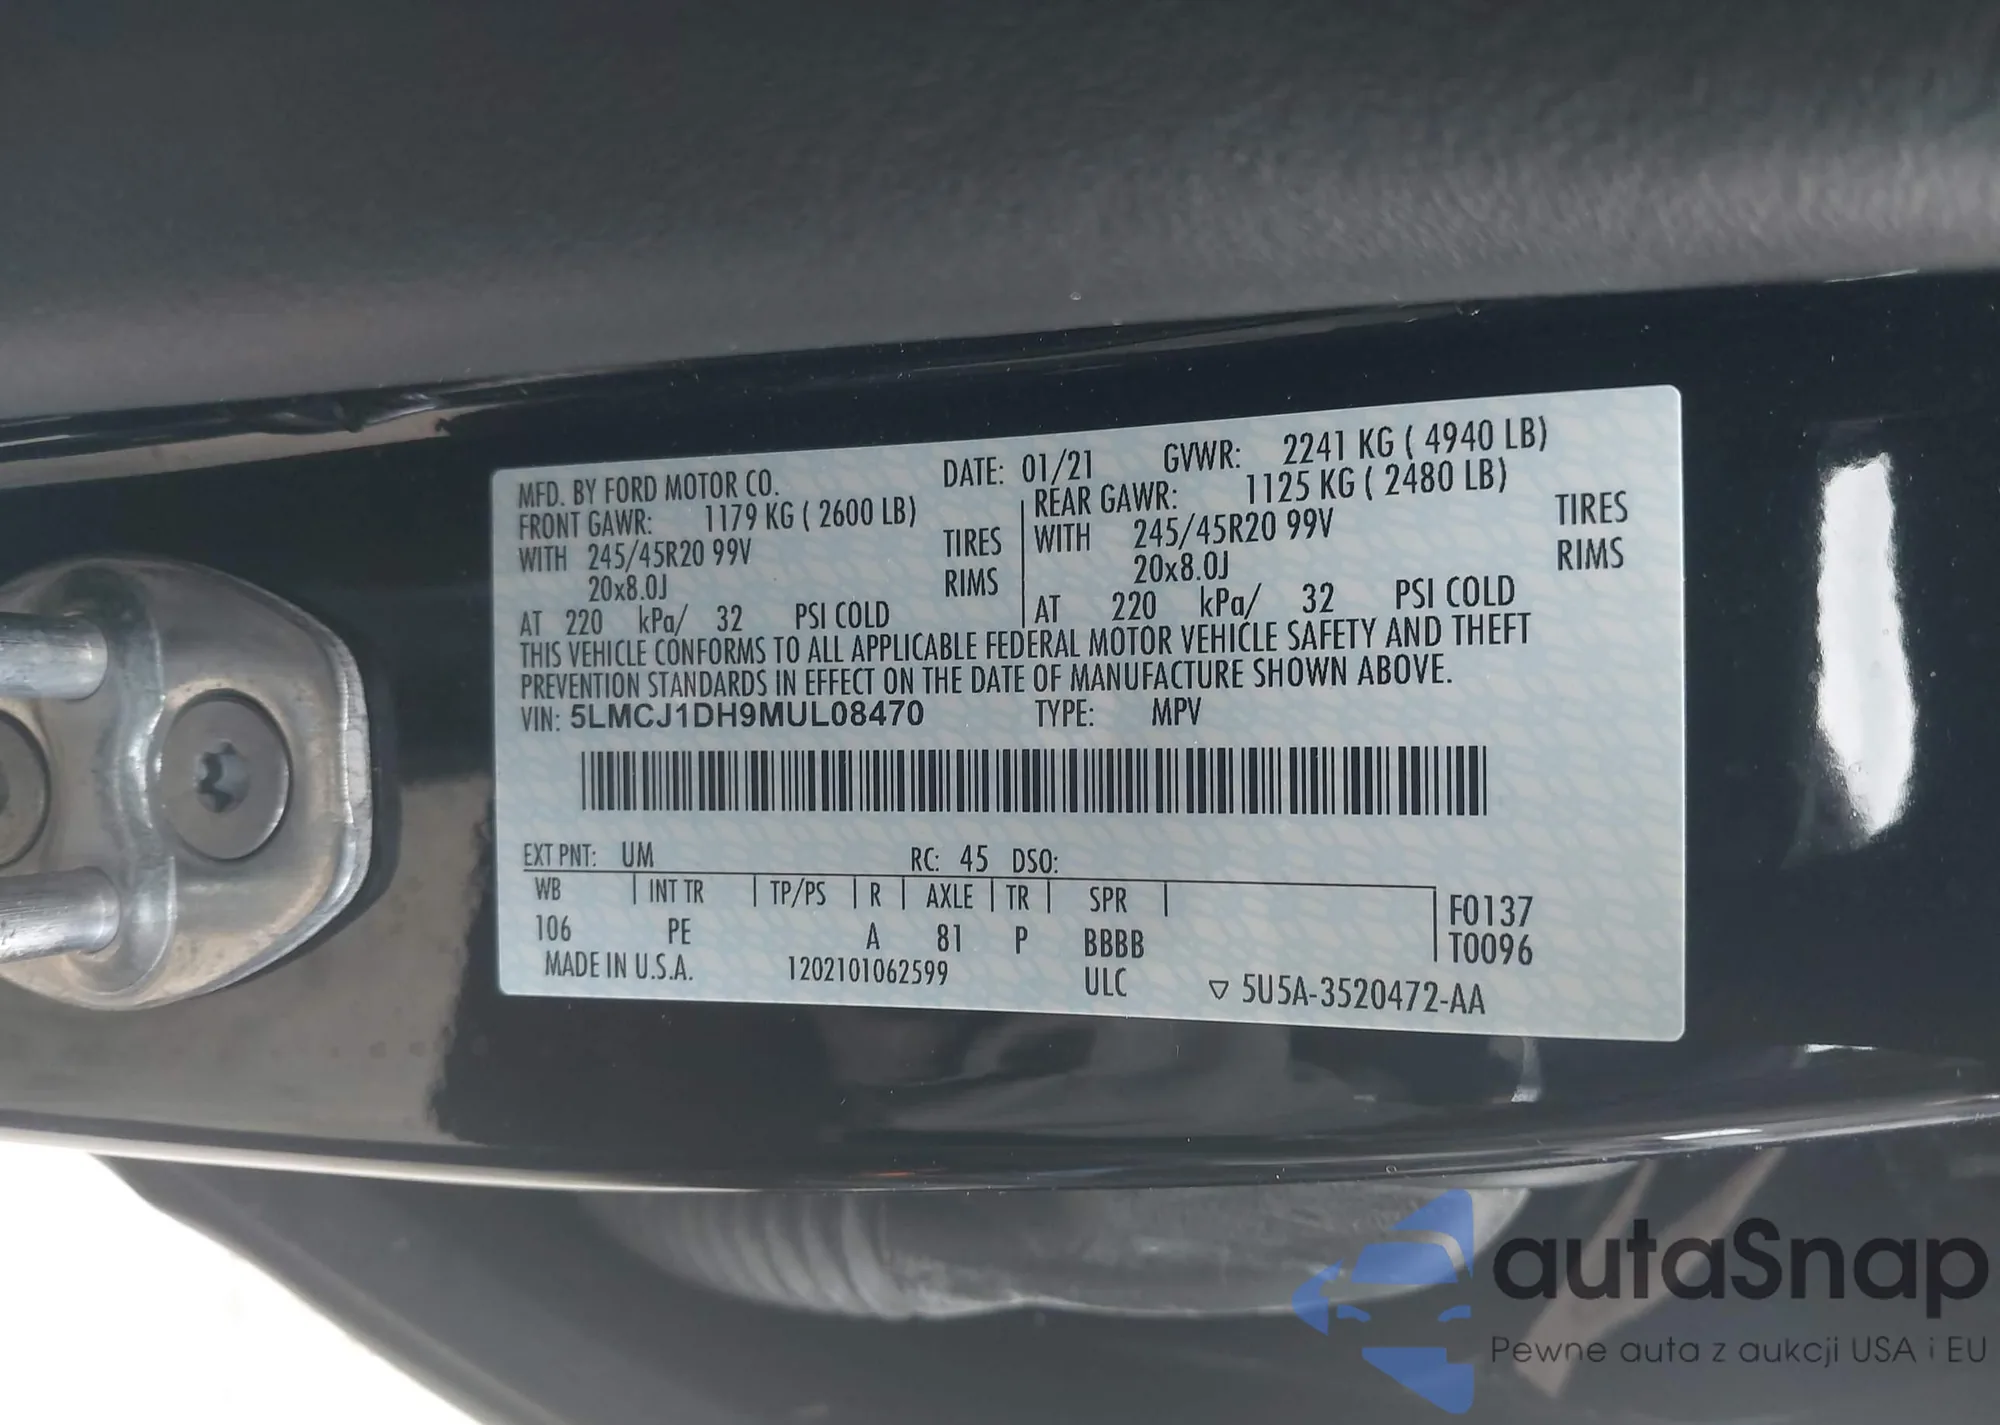 MFD. BY FORD MOTOR CO. DATE: 01/21 GVWR: 2241 KG ( 4940 LB)
FRONT GAWR: 1179 KG ( 2600 LB) REAR GAWR: 1125 KG ( 2480 LB)
WITH 245/45R20 99V TIRES WITH 245/45R20 99V TIRES
20x8.0J RIMS 20x8.0J RIMS
AT 220 kPa/ 32 PSI COLD AT 220 kPa/ 32 PSI COLD
THIS VEHICLE CONFORMS TO ALL APPLICABLE FEDERAL MOTOR VEHICLE SAFETY AND THEFT
PREVENTION STANDARDS IN EFFECT ON THE DATE OF MANUFACTURE SHOWN ABOVE.
VIN: 5LMCJ1DH9MUL08470 TYPE: MPV
EXT PNT: UM RC: 45 DSO:
WB INT TR TP/PS R AXLE TR SPR F0137
106 PE A 81 P BBBB T0096
MADE IN U.S.A. 1202101062599 ULC ▽ 5U5A-3520472-AA
autaSnap
Pewne auta z aukcji USA i EU